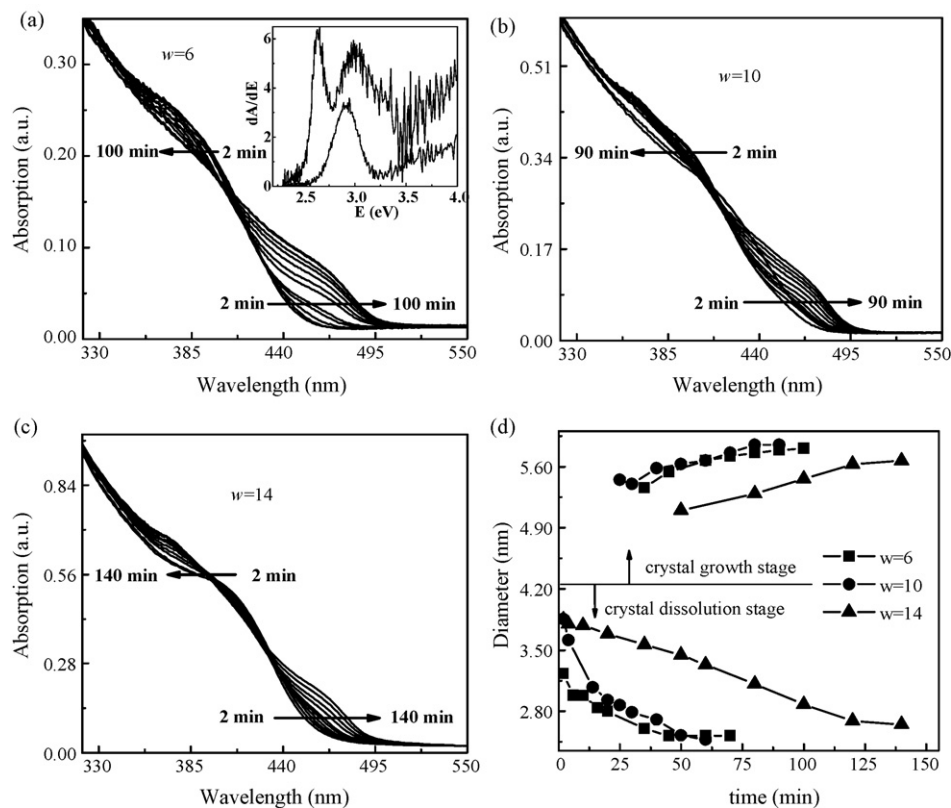 (a)
w=6
Absorption (a.u.)
0.30
0.20
0.10
0.00
100 min
2 min
2 min
100 min
330
385
440
495
550
Wavelength (nm)
dA/dE
6
4
2
0
2.5
3.0
3.5
4.0
E (eV)
(b)
w=10
Absorption (a.u.)
0.51
0.34
0.17
0.00
90 min
2 min
2 min
90 min
330
385
440
495
550
Wavelength (nm)
(c)
w=14
Absorption (a.u.)
0.84
0.56
0.28
0.00
140 min
2 min
2 min
140 min
330
385
440
495
550
Wavelength (nm)
(d)
Diameter (nm)
5.60
4.90
4.20
3.50
2.80
crystal growth stage
crystal dissolution stage
w=6
w=10
w=14
0
25
50
75
100
125
150
time (min)